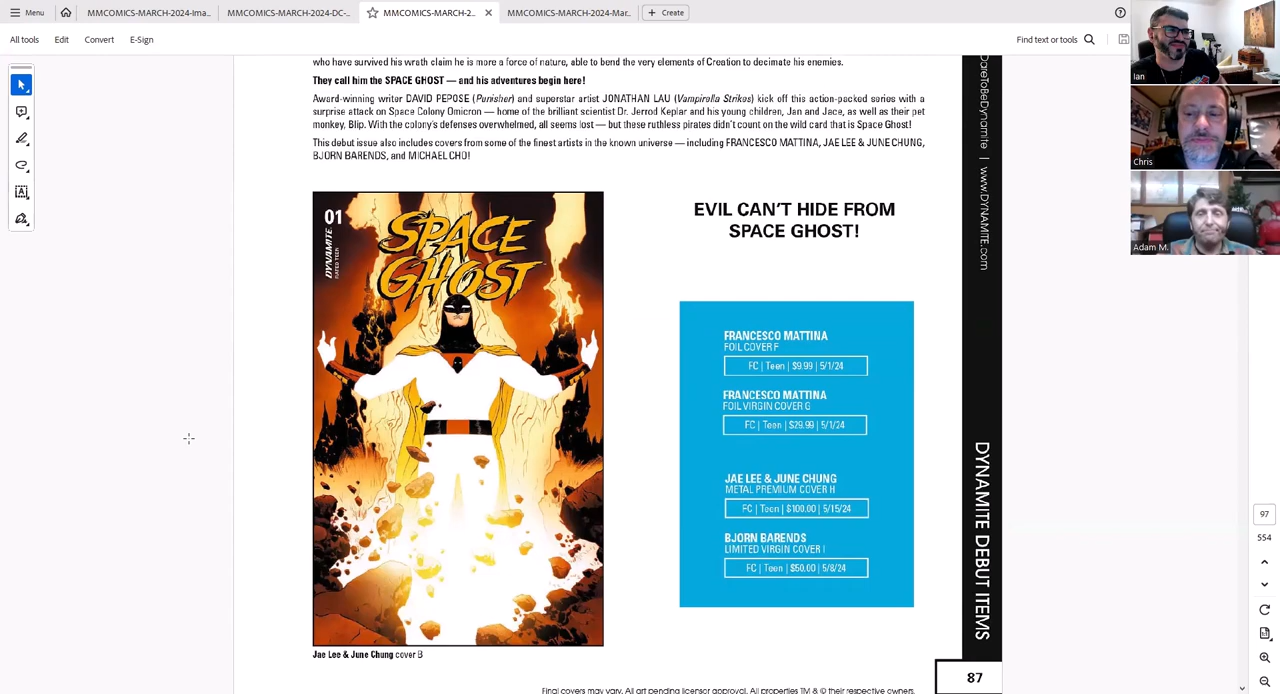 Menu
MMCOMICS-MARCH-2024-Ima...
MMCOMICS-MARCH-2024-DC-...
MMCOMICS-MARCH-2...
MMCOMICS-MARCH-2024-Mar...
Create
All tools
Edit
Convert
E-Sign
Find text or tools
who have survived his wrath claim he is more a force of nature, able to bend the very elements of Creation to decimate his enemies.
They call him the SPACE GHOST — and his adventures begin here!
Award-winning writer DAVID PEPOSE (Punisher) and superstar artist JONATHAN LAU (Vampirella Strikes) kick off this action-packed series with a
surprise attack on Space Colony Omicron — home of the brilliant scientist Dr. Jerrod Keplar and his young children, Jan and Jace, as well as their pet
monkey, Blip. With the colony's defenses overwhelmed, all seems lost — but these ruthless pirates didn't count on the wild card that is Space Ghost!
This debut issue also includes covers from some of the finest artists in the known universe — including FRANCESCO MATTINA, JAE LEE & JUNE CHUNG,
BJORN BARENDS, and MICHAEL CHO!
01
DYNAMITE.
RATED TEEN
SPACE
GHOST
Jae Lee & June Chung cover B
EVIL CAN'T HIDE FROM
SPACE GHOST!
FRANCESCO MATTINA
FOIL COVER F
FC | Teen | $9.99 | 5/1/24
FRANCESCO MATTINA
FOIL VIRGIN COVER G
FC | Teen | $29.99 | 5/1/24
JAE LEE & JUNE CHUNG
METAL PREMIUM COVER H
FC | Teen | $100.00 | 5/15/24
BJORN BARENDS
LIMITED VIRGIN COVER I
FC | Teen | $50.00 | 5/8/24
DareToBeDynamite | www.DYNAMITE.com
DYNAMITE DEBUT ITEMS
87
Final covers may vary. All art pending licensor approval. All properties TM & © their respective owners.
Ian
Chris
Adam M.
97
554